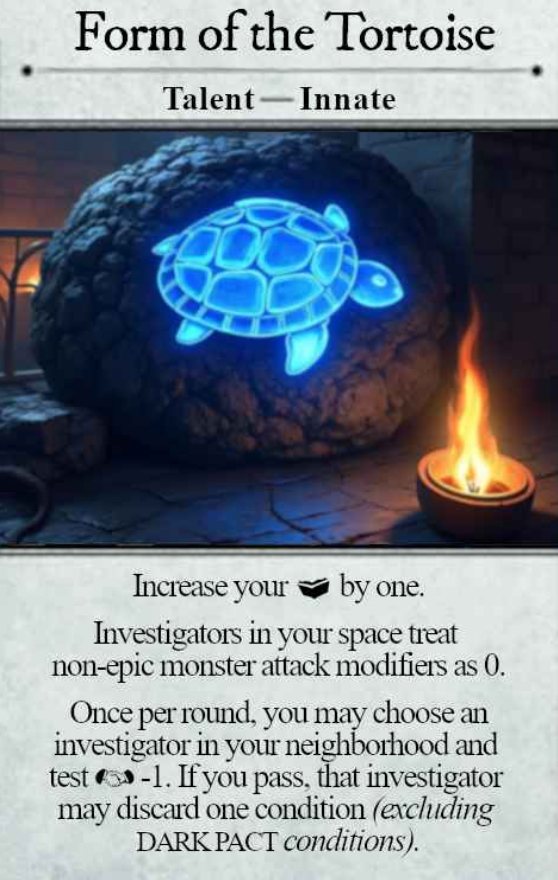 Form of the Tortoise
Talent — Innate
Increase your by one.
Investigators in your space treat
non-epic monster attack modifiers as 0.
Once per round, you may choose an
investigator in your neighborhood and
test -1. If you pass, that investigator
may discard one condition (excluding
DARK PACT conditions).